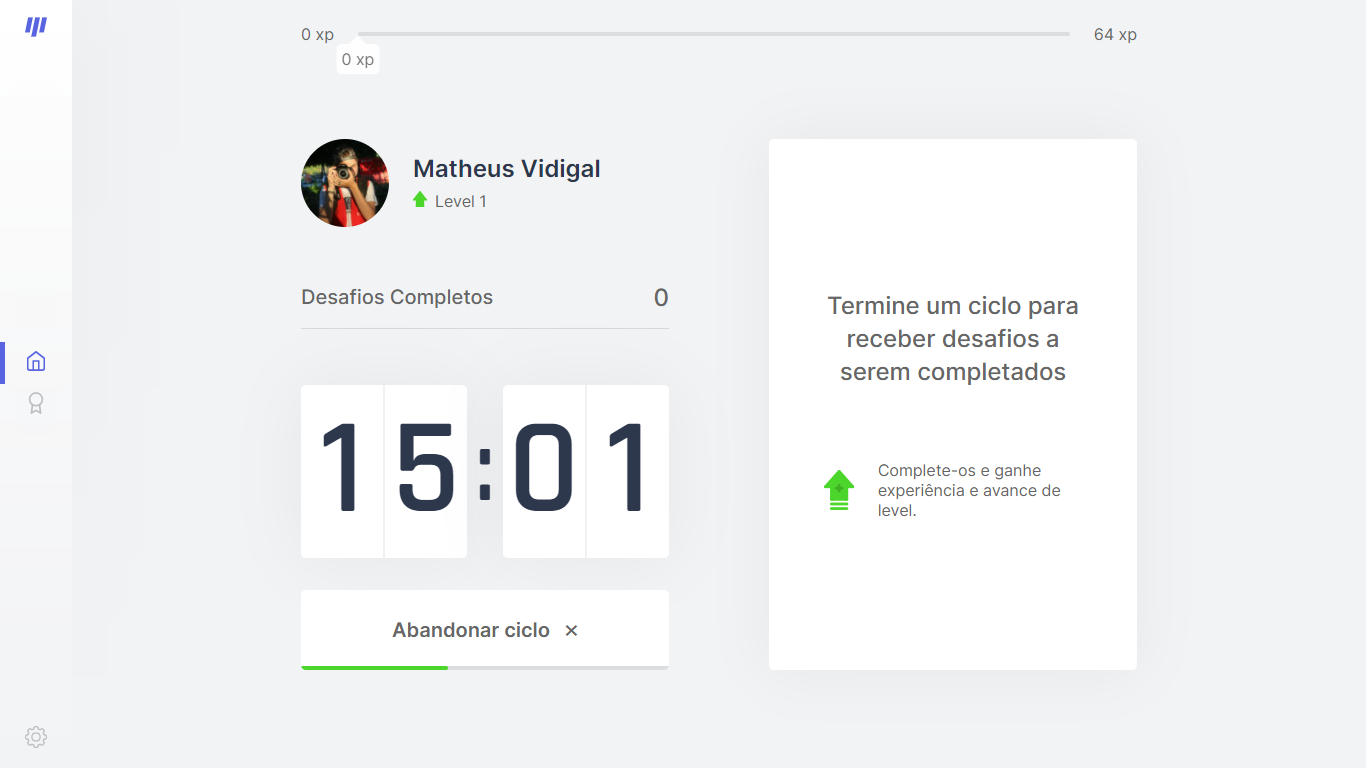 0 xp
64 xp
0 xp
Matheus Vidigal
Level 1
Desafios Completos
0
15:01
Abandonar ciclo
Termine um ciclo para
receber desafios a
serem completados
Complete-os e ganhe
experiência e avance de
level.